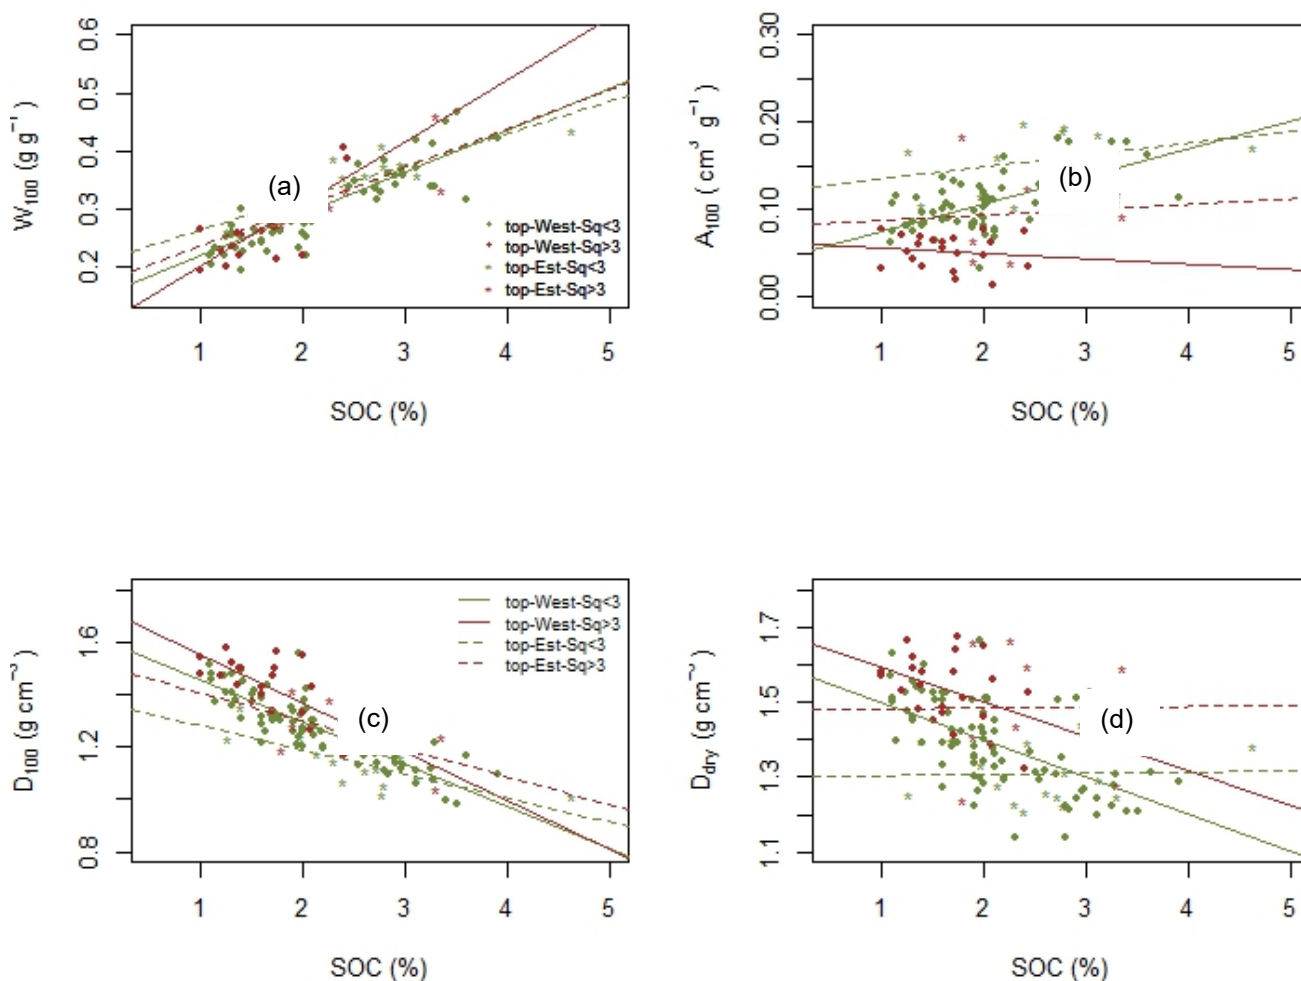 0.6
0.5
0.4
0.3
0.2
W100 (g g−1)
(a)
top-West-Sq<3
top-West-Sq>3
top-Est-Sq<3
top-Est-Sq>3
1 2 3 4 5
SOC (%)
0.30
0.20
0.10
0.00
A100 ( cm3 g−1)
(b)
1 2 3 4 5
SOC (%)
1.6
1.2
0.8
D100 (g cm−3)
(c)
top-West-Sq<3
top-West-Sq>3
top-Est-Sq<3
top-Est-Sq>3
1 2 3 4 5
SOC (%)
1.7
1.5
1.3
1.1
Ddry (g cm−3)
(d)
1 2 3 4 5
SOC (%)